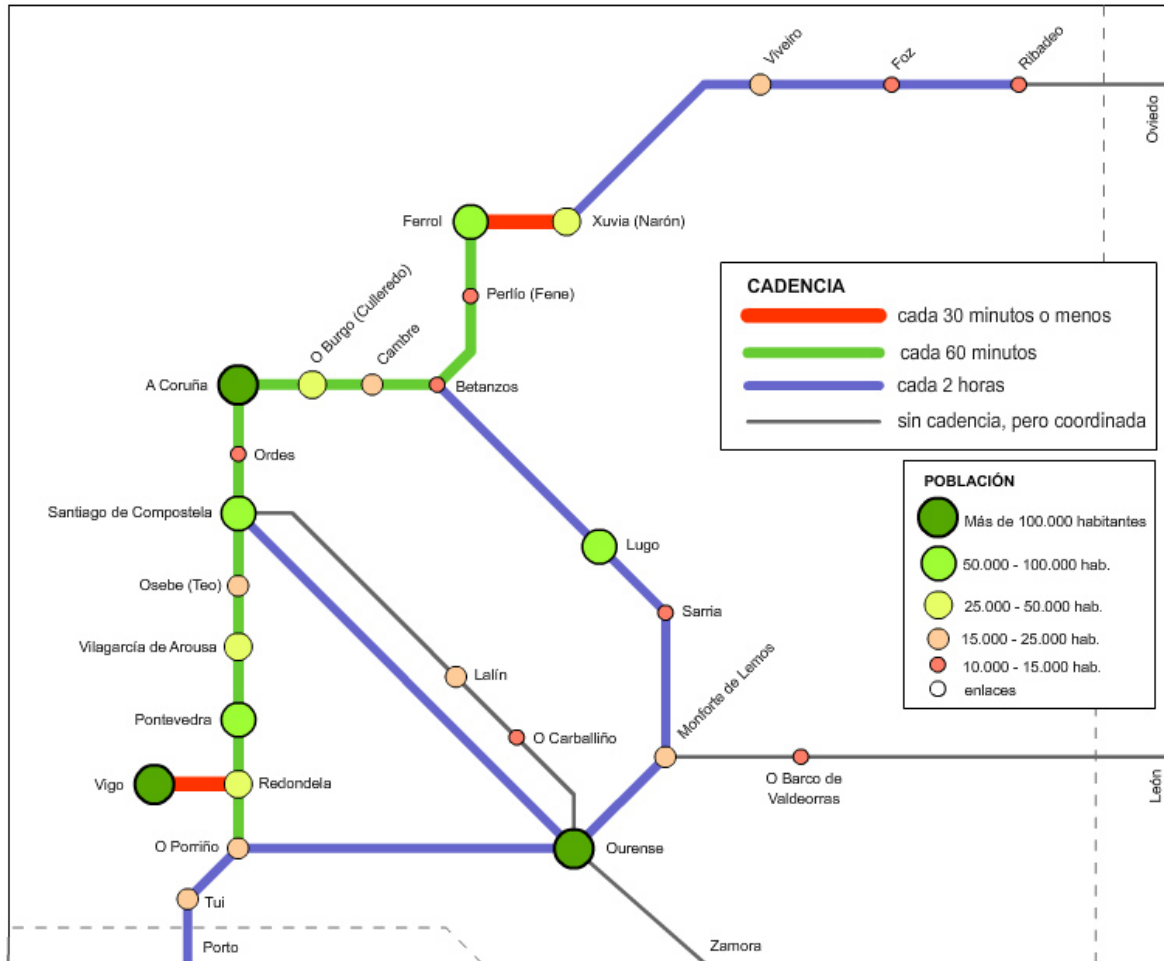 Viveiro
Foz
Ribadeo
Oviedo
Ferrol
Xuvia (Narón)
Perlío (Fene)
O Burgo (Culleredo)
Cambre
A Coruña
Betanzos
Ordes
Santiago de Compostela
Lugo
Osebe (Teo)
Sarria
Vilagarcía de Arousa
Lalín
Monforte de Lemos
Pontevedra
O Carballiño
Vigo
Redondela
O Barco de
Valdeorras
León
O Porriño
Ourense
Tui
Porto
Zamora
CADENCIA
cada 30 minutos o menos
cada 60 minutos
cada 2 horas
sin cadencia, pero coordinada
POBLACIÓN
Más de 100.000 habitantes
50.000 - 100.000 hab.
25.000 - 50.000 hab.
15.000 - 25.000 hab.
10.000 - 15.000 hab.
enlaces